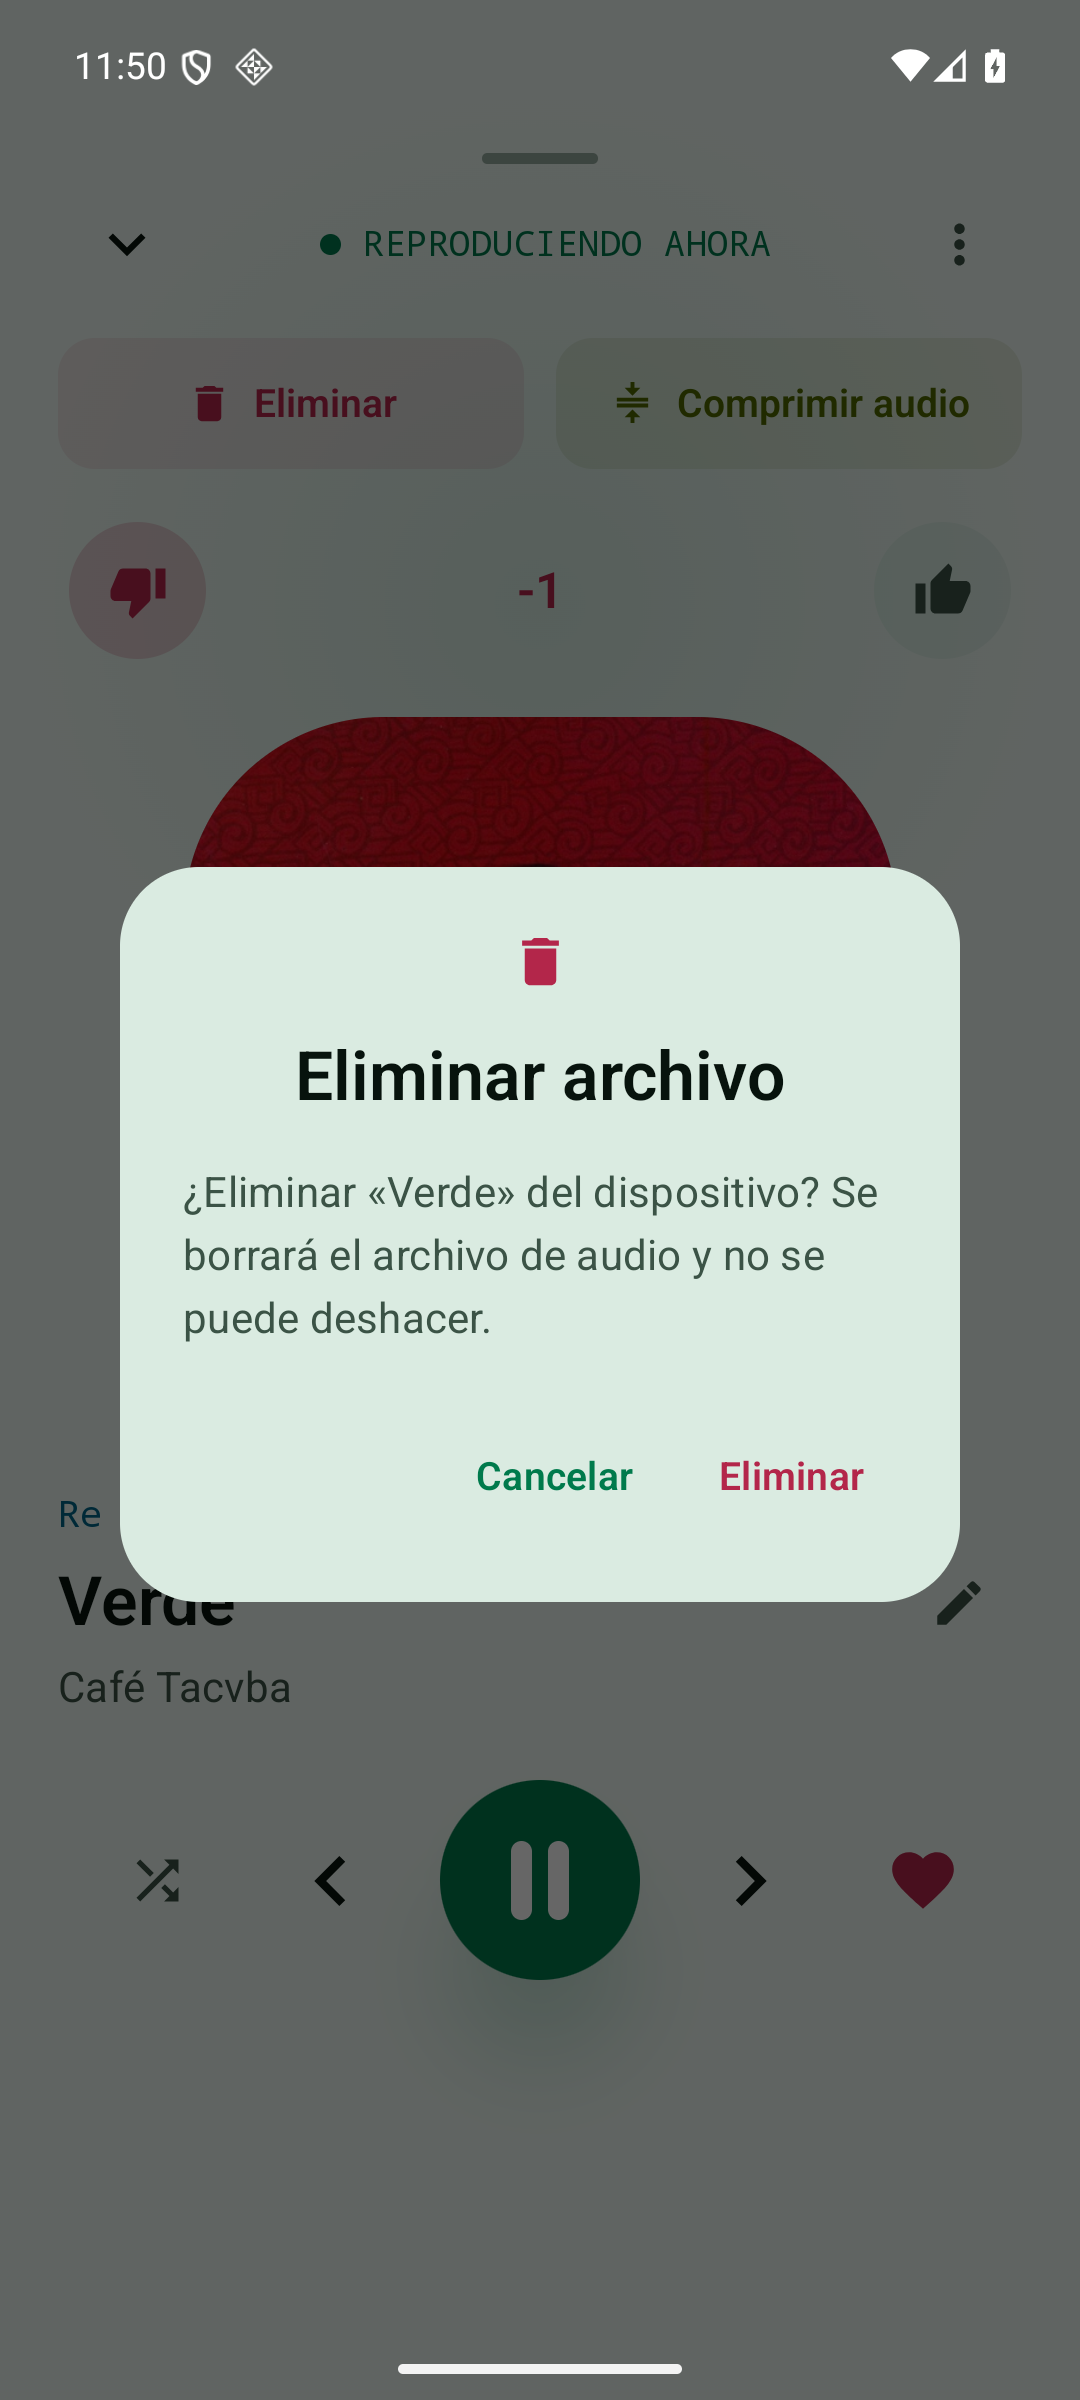 11:50
REPRODUCIENDO AHORA
Eliminar
Comprimir audio
-1
Eliminar archivo
¿Eliminar «Verde» del dispositivo? Se
borrará el archivo de audio y no se
puede deshacer.
Cancelar
Eliminar
Re
Verde
Café Tacvba